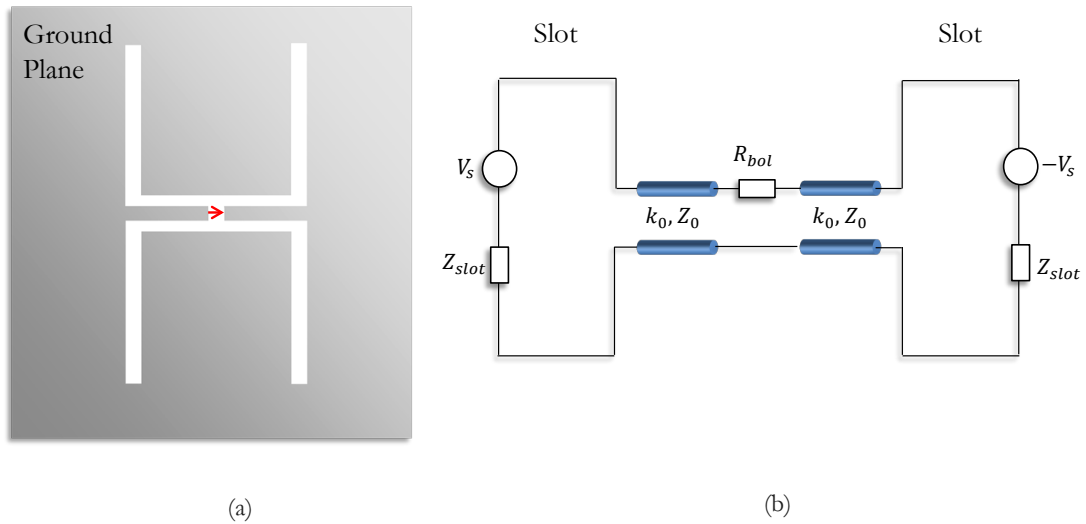 Ground
Plane
(a)
Slot
Slot
V_s
R_bol
−V_s
k_0, Z_0
k_0, Z_0
Z_slot
Z_slot
(b)